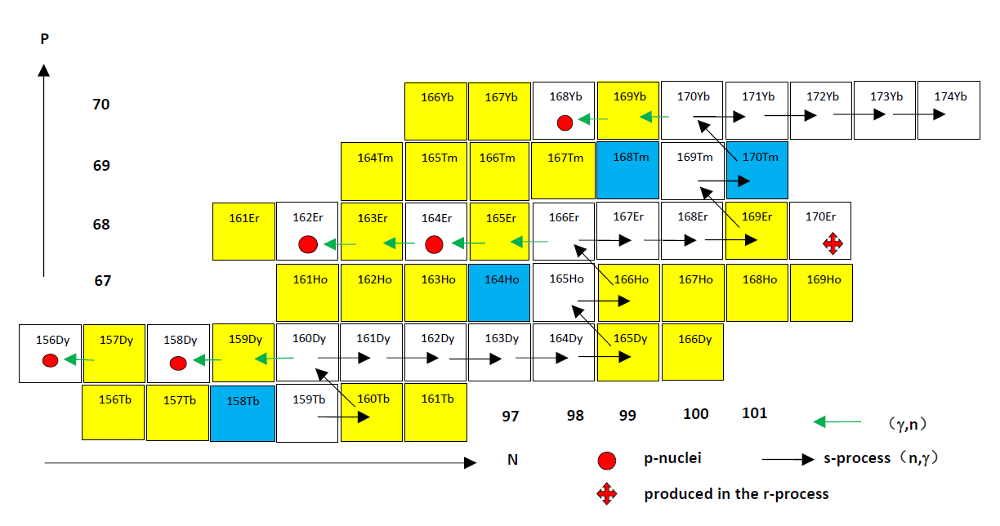 P
70
166Yb 167Yb 168Yb 169Yb 170Yb 171Yb 172Yb 173Yb 174Yb
69
164Tm 165Tm 166Tm 167Tm 168Tm 169Tm 170Tm
68
161Er 162Er 163Er 164Er 165Er 166Er 167Er 168Er 169Er 170Er
67
161Ho 162Ho 163Ho 164Ho 165Ho 166Ho 167Ho 168Ho 169Ho
156Dy 157Dy 158Dy 159Dy 160Dy 161Dy 162Dy 163Dy 164Dy 165Dy 166Dy
156Tb 157Tb 158Tb 159Tb 160Tb 161Tb
97 98 99 100 101
(γ,n)
N
p-nuclei
s-process (n,γ)
produced in the r-process